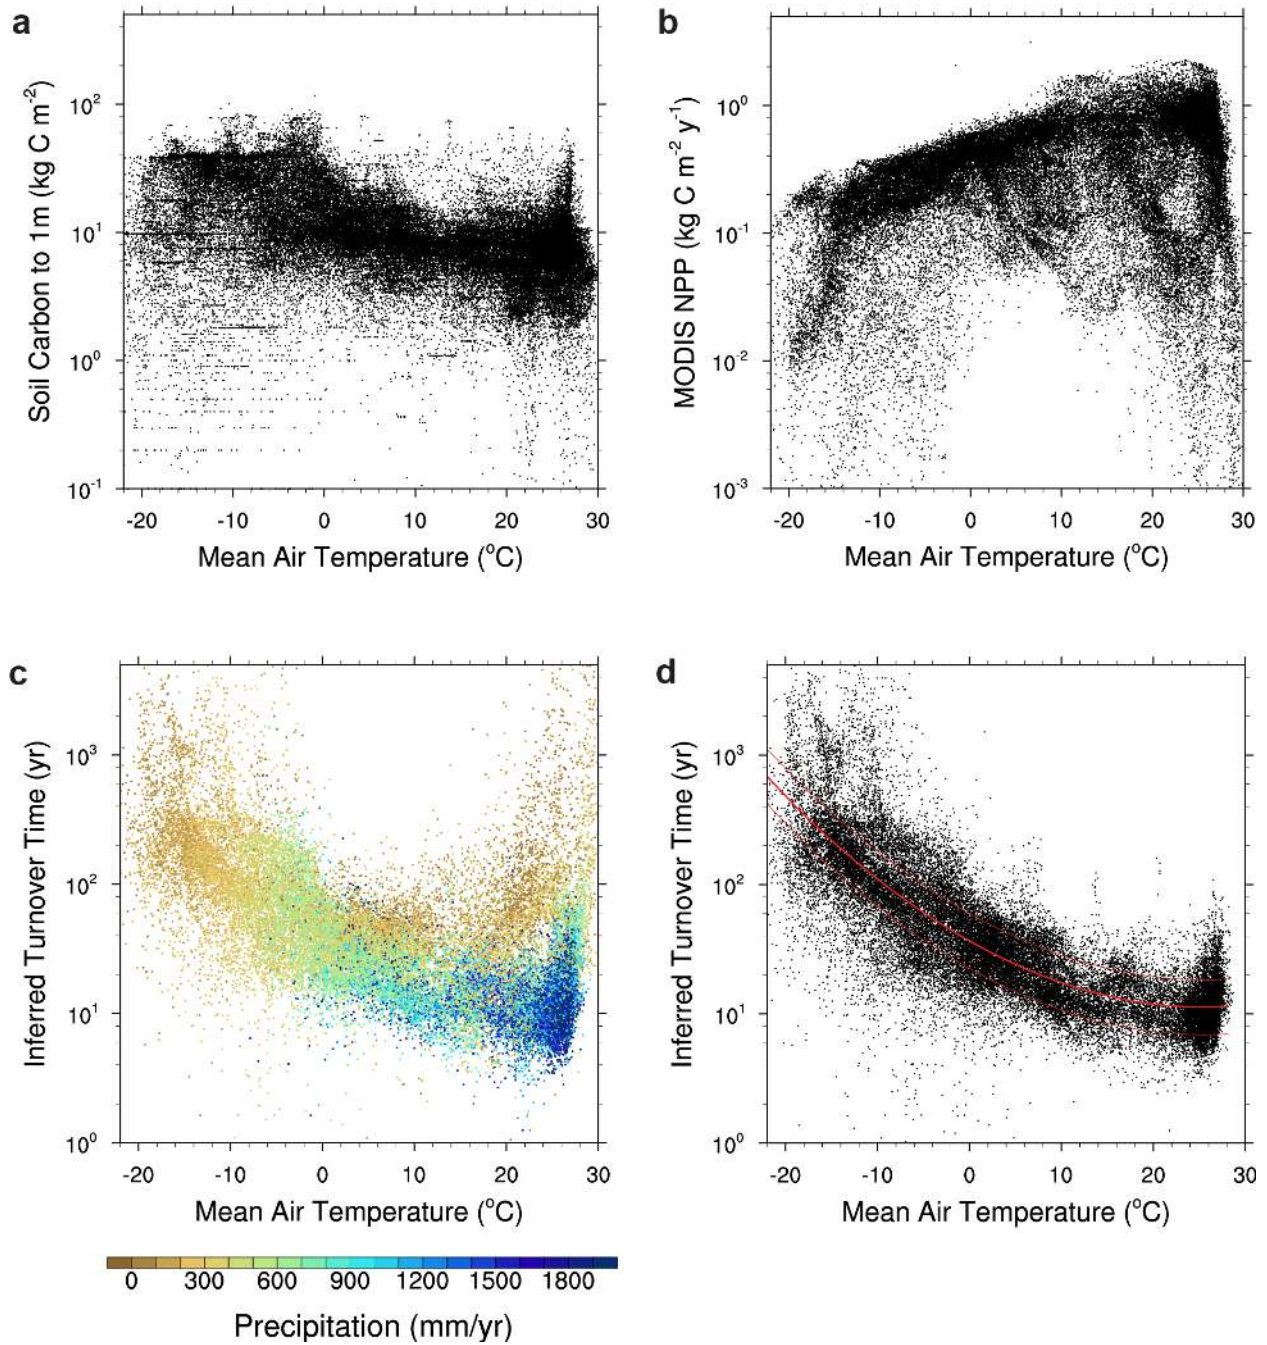 a
Soil Carbon to 1m (kg C m⁻²)
10²
10¹
10⁰
10⁻¹
-20 -10 0 10 20 30
Mean Air Temperature (°C)
b
MODIS NPP (kg C m⁻² y⁻¹)
10⁰
10⁻¹
10⁻²
10⁻³
-20 -10 0 10 20 30
Mean Air Temperature (°C)
c
Inferred Turnover Time (yr)
10³
10²
10¹
10⁰
-20 -10 0 10 20 30
Mean Air Temperature (°C)
0 300 600 900 1200 1500 1800
Precipitation (mm/yr)
d
Inferred Turnover Time (yr)
10³
10²
10¹
10⁰
-20 -10 0 10 20 30
Mean Air Temperature (°C)